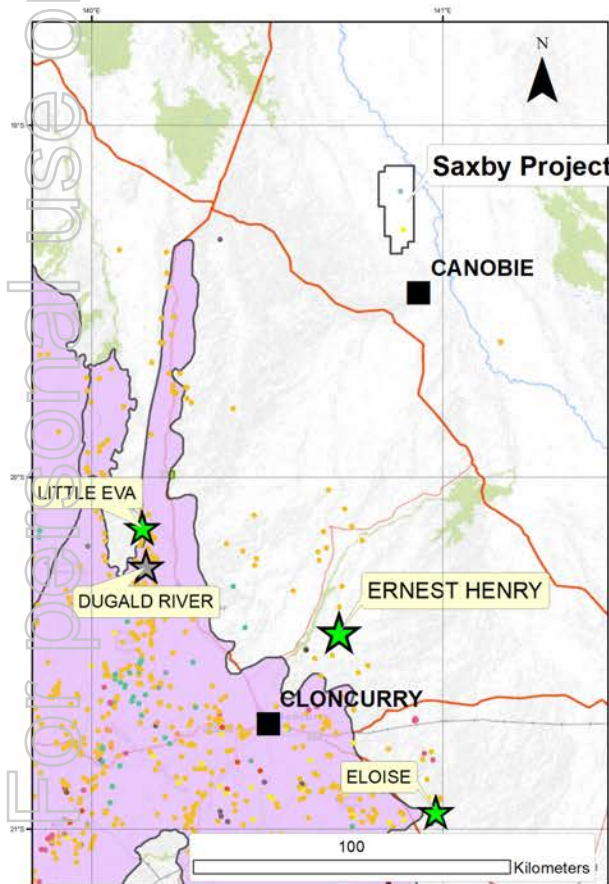 140°E
141°E
N
19°S
Saxby Project
CANOBIE
20°S
LITTLE EVA
DUGALD RIVER
ERNEST HENRY
CLONCURRY
ELOISE
21°S
100
Kilometers
For personal use o